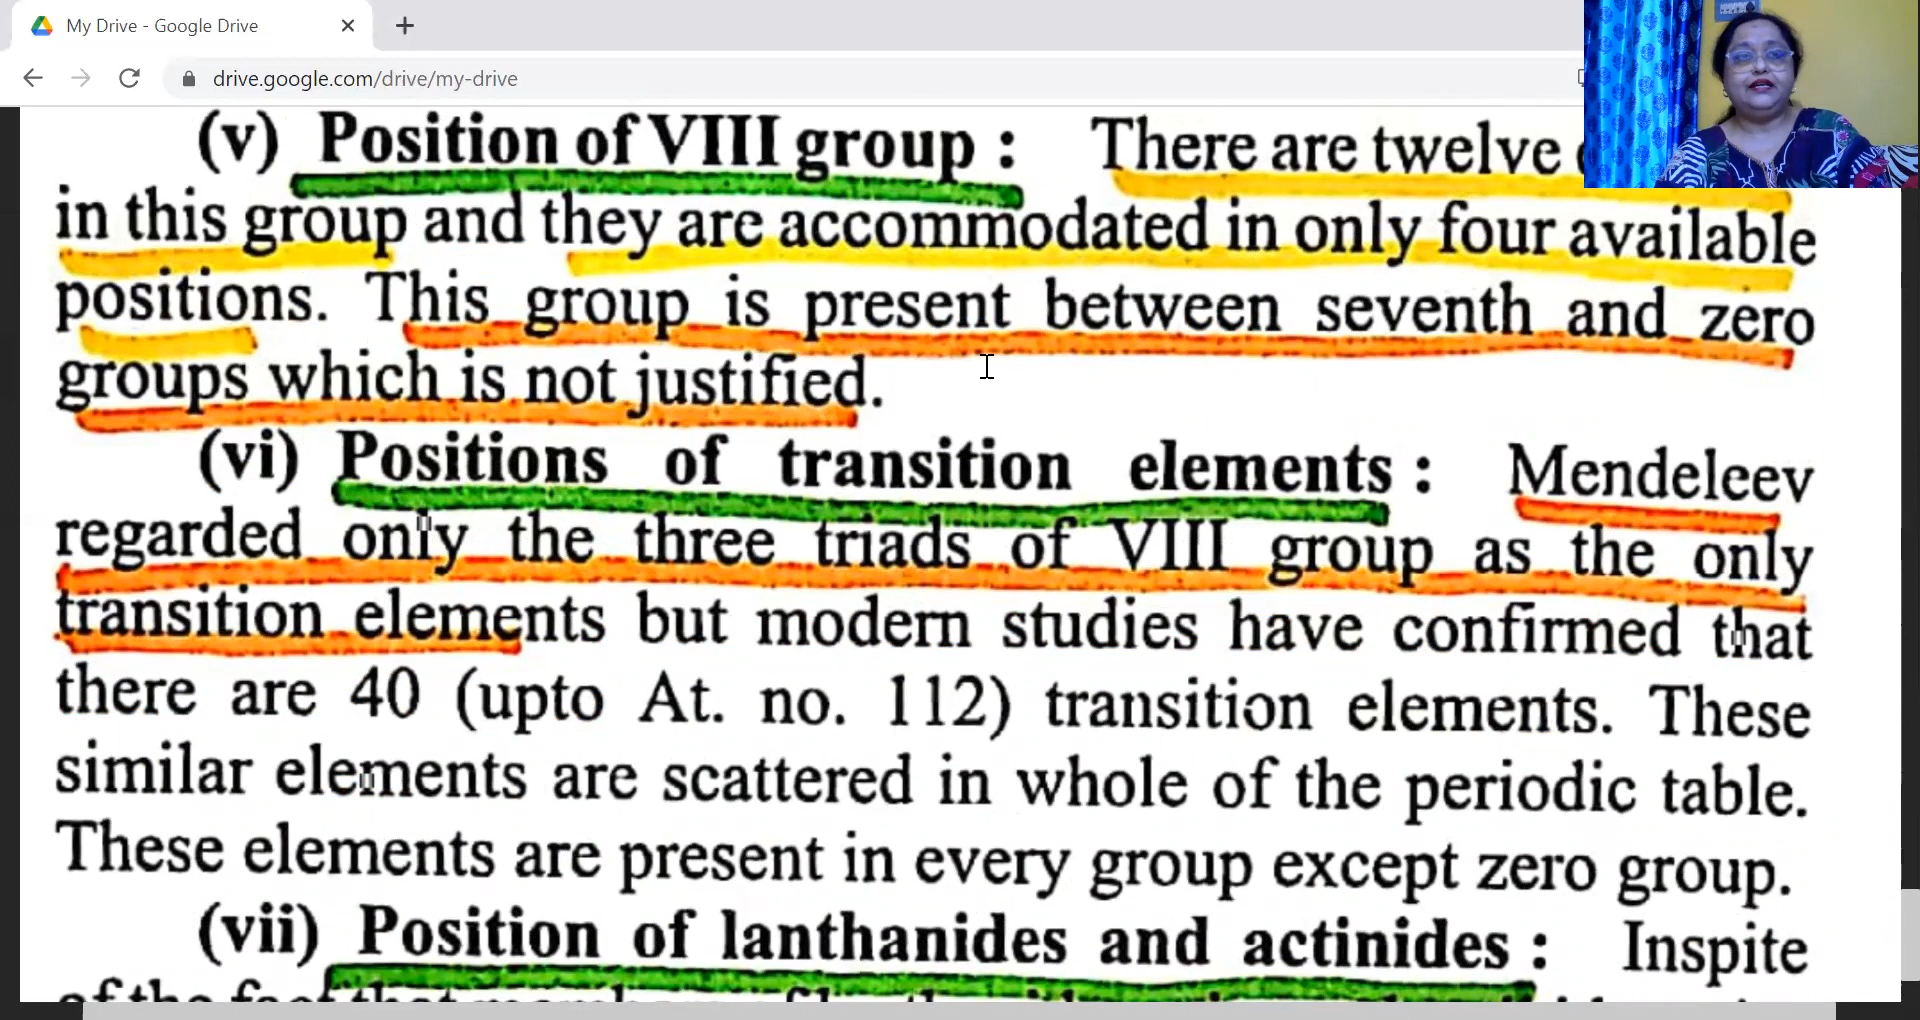 My Drive - Google Drive
drive.google.com/drive/my-drive
(v) Position of VIII group : There are twelve
in this group and they are accommodated in only four available
positions. This group is present between seventh and zero
groups which is not justified.
(vi) Positions of transition elements : Mendeleev
regarded only the three triads of VIII group as the only
transition elements but modern studies have confirmed that
there are 40 (upto At. no. 112) transition elements. These
similar elements are scattered in whole of the periodic table.
These elements are present in every group except zero group.
(vii) Position of lanthanides and actinides : Inspite
of the fact that